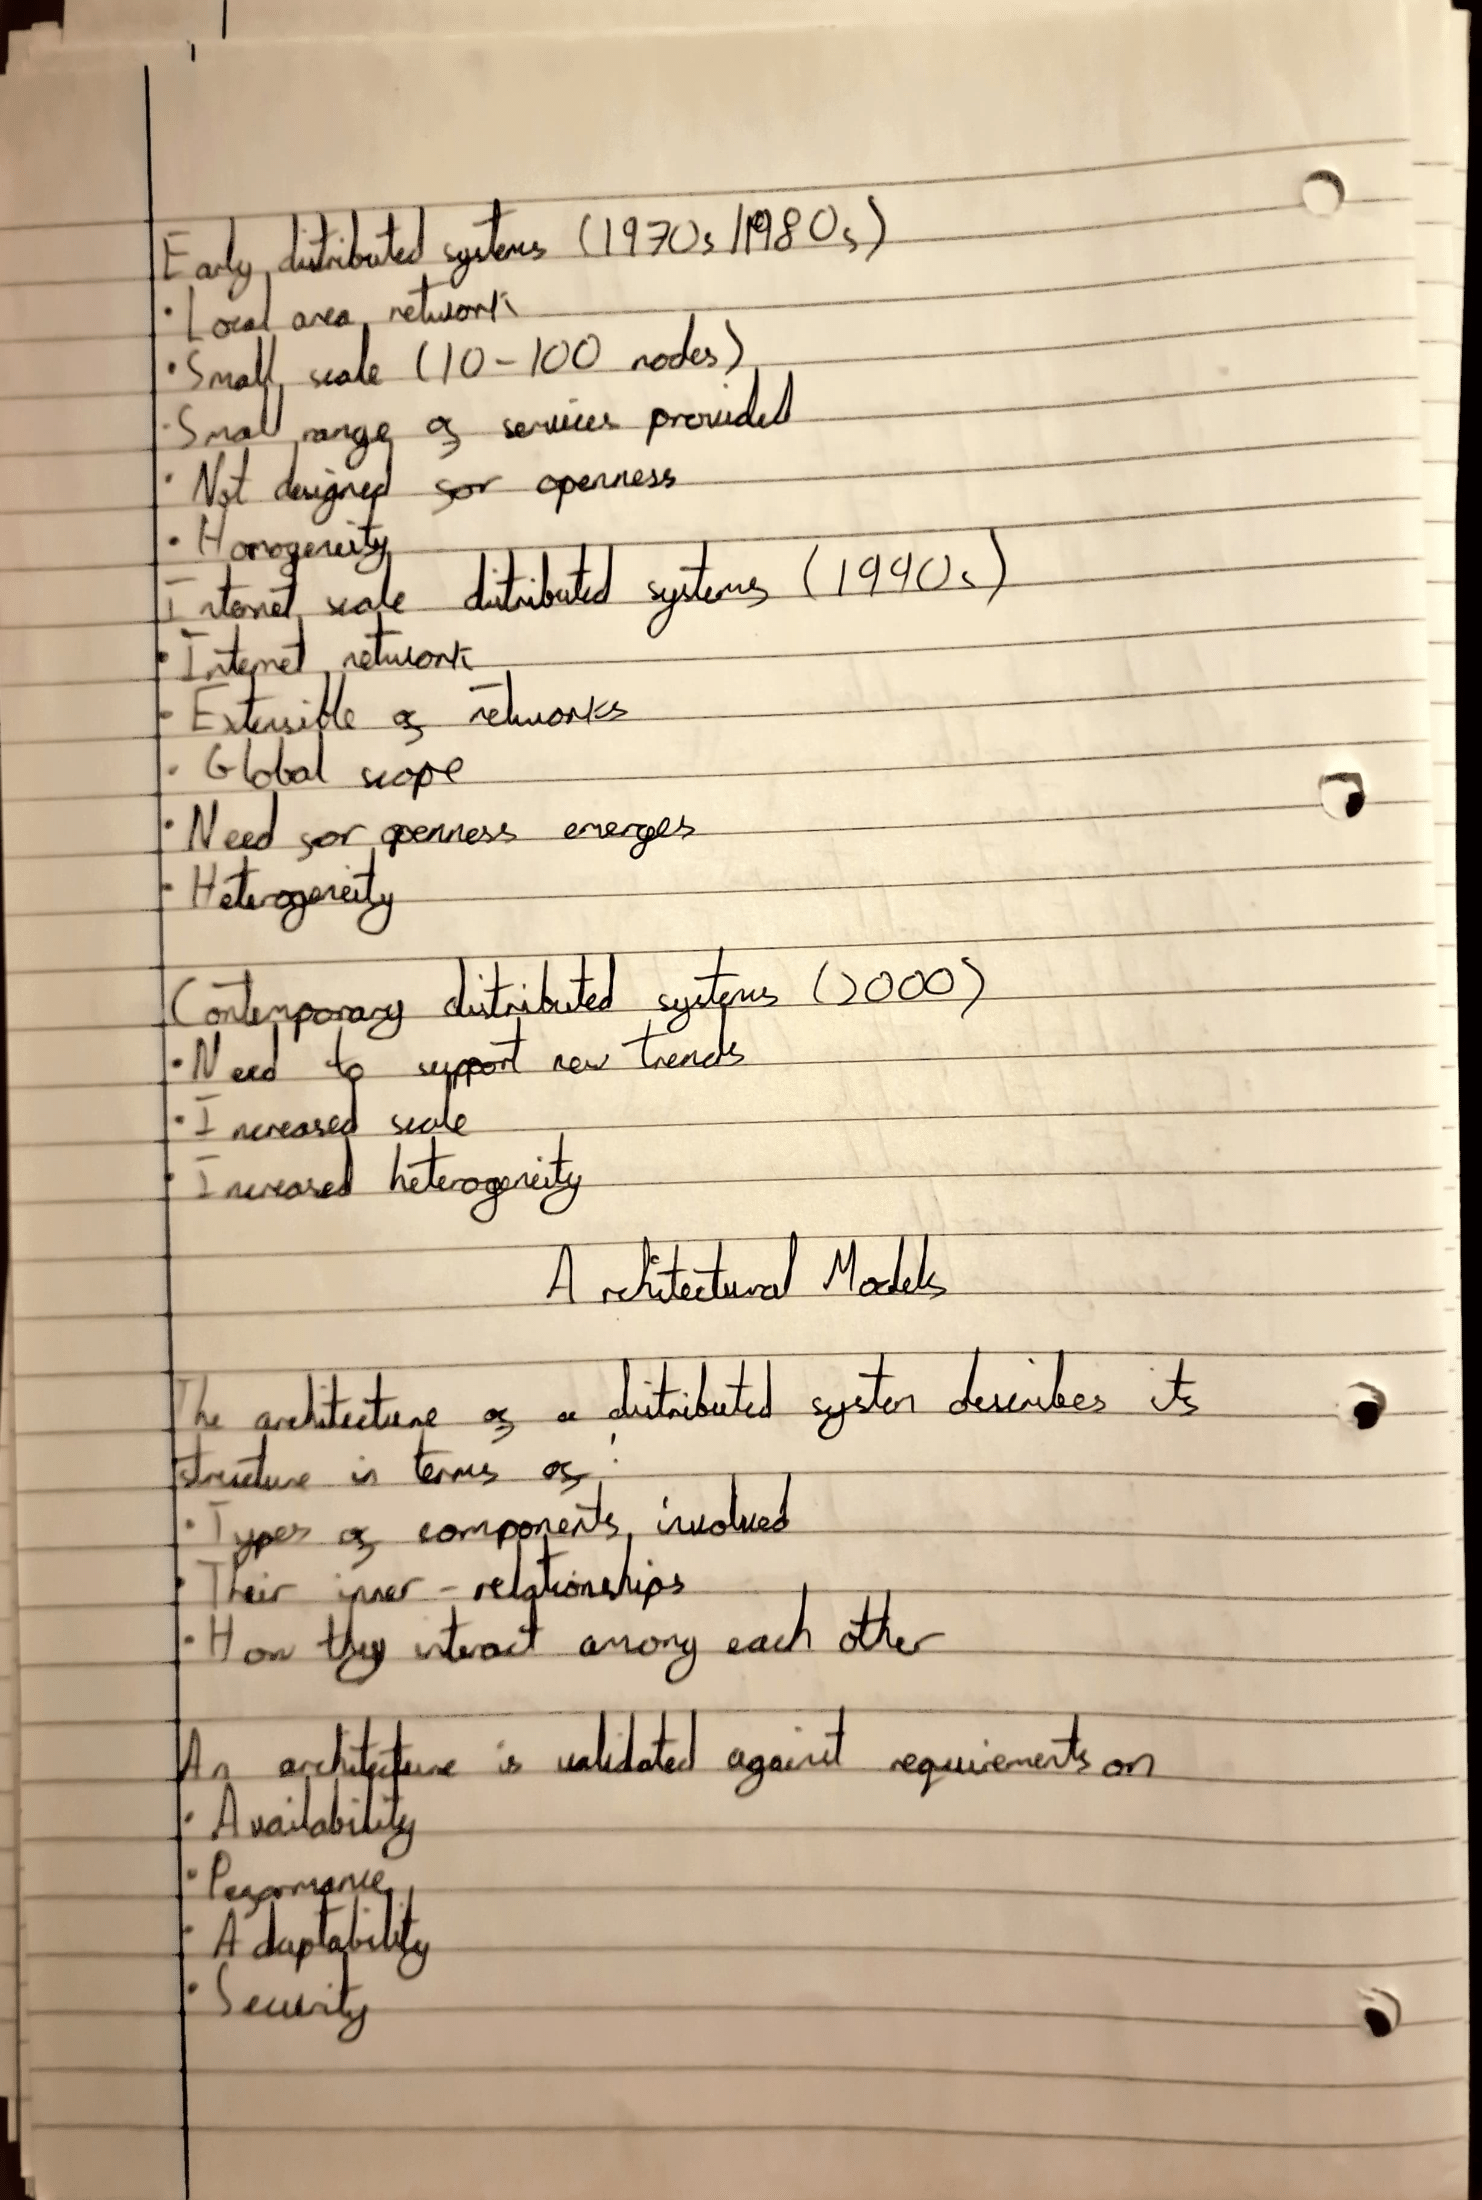 Early distributed systems (1970s/1980s)
· Local area network
· Small scale (10-100 nodes)
· Small range of services provided
· Not designed for openness
· Homogeneity
Internet scale distributed systems (1990s)
· Internet network
· Extensible of networks
· Global scope
· Need for openness emerges
· Heterogeneity
Contemporary distributed systems (2000)
· Need to support new trends
· Increased scale
· Increased heterogeneity
Architectural Models
The architecture of a distributed system describes its
structure in terms of:
· Types of components involved
· Their inner-relationships
· How they interact among each other
An architecture is validated against requirements on
· Availability
· Peformance
· Adaptability
· Security